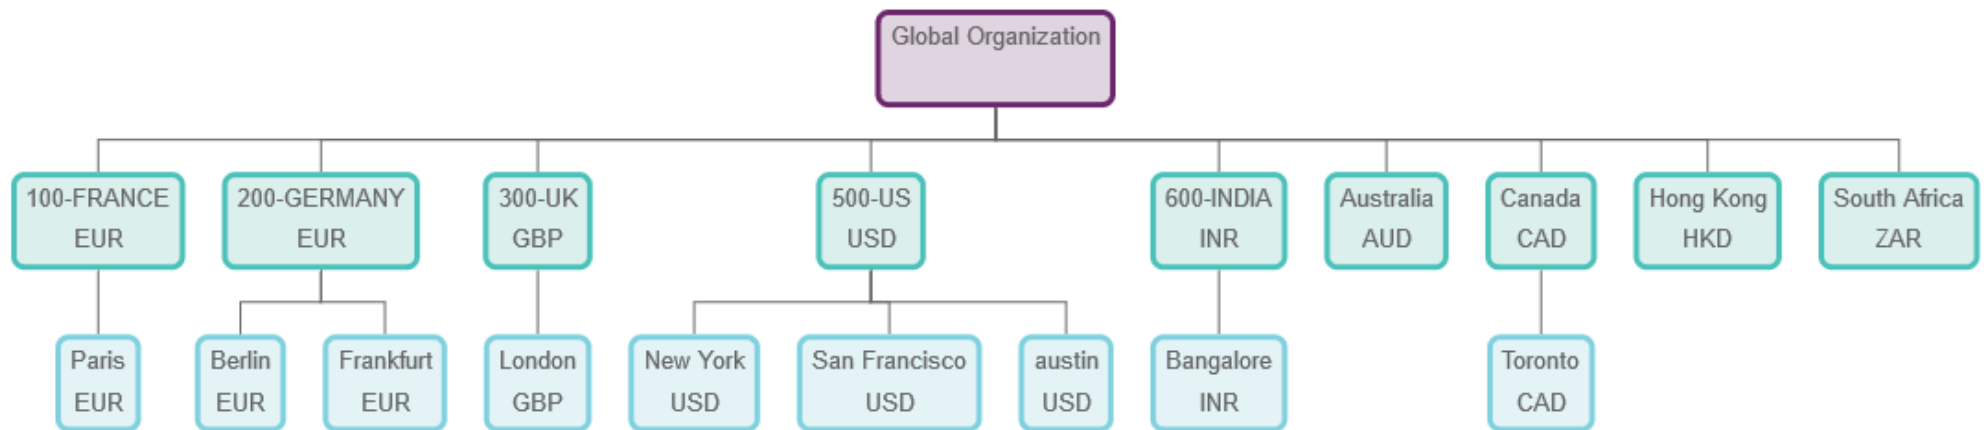 Global Organization
100-FRANCE
EUR
200-GERMANY
EUR
300-UK
GBP
500-US
USD
600-INDIA
INR
Australia
AUD
Canada
CAD
Hong Kong
HKD
South Africa
ZAR
Paris
EUR
Berlin
EUR
Frankfurt
EUR
London
GBP
New York
USD
San Francisco
USD
austin
USD
Bangalore
INR
Toronto
CAD